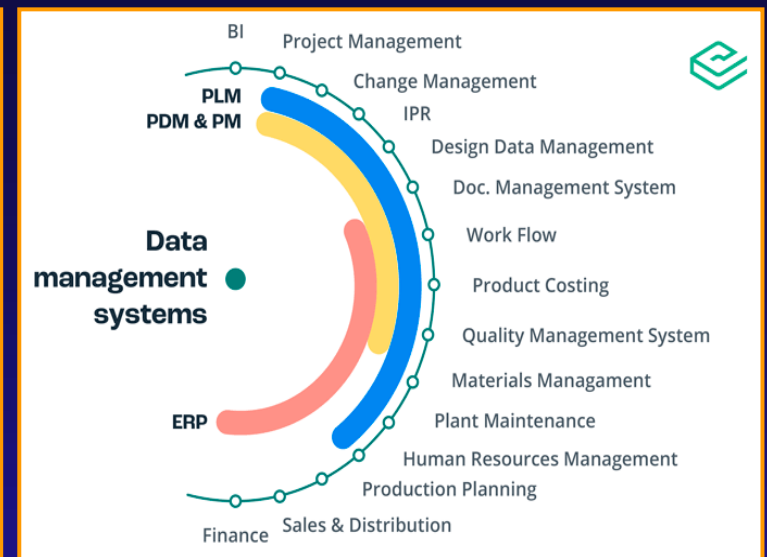 BI
Project Management
Change Management
IPR
Design Data Management
Doc. Management System
Work Flow
Product Costing
Quality Management System
Materials Managament
Plant Maintenance
Human Resources Management
Production Planning
Sales & Distribution
Finance
PLM
PDM & PM
Data
management
systems
ERP